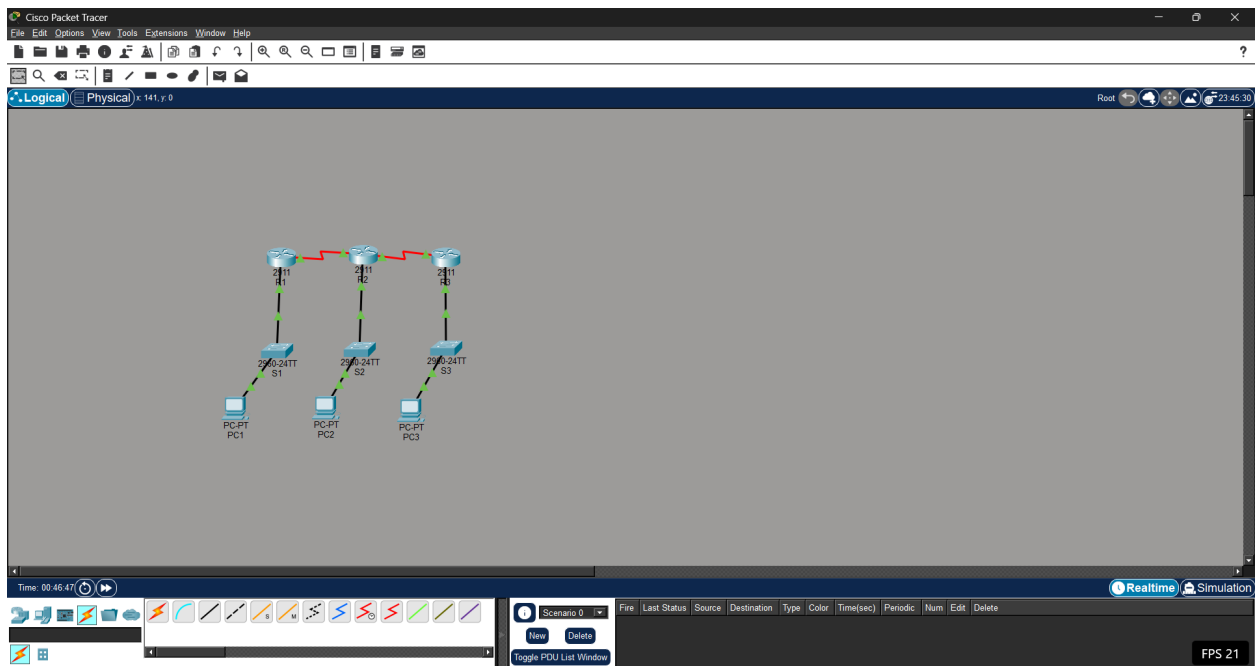 Cisco Packet Tracer
File Edit Options View Tools Extensions Window Help
?
Logical Physical x: 141, y: 0 Root 23:45:30
2911 2911 2911
R1 R2 R3
2960-24TT 2960-24TT 2960-24TT
S1 S2 S3
PC-PT PC-PT PC-PT
PC1 PC2 PC3
Time: 00:46:47 Realtime Simulation
Scenario 0 Fire Last Status Source Destination Type Color Time(sec) Periodic Num Edit Delete
New Delete
Toggle PDU List Window
FPS 21